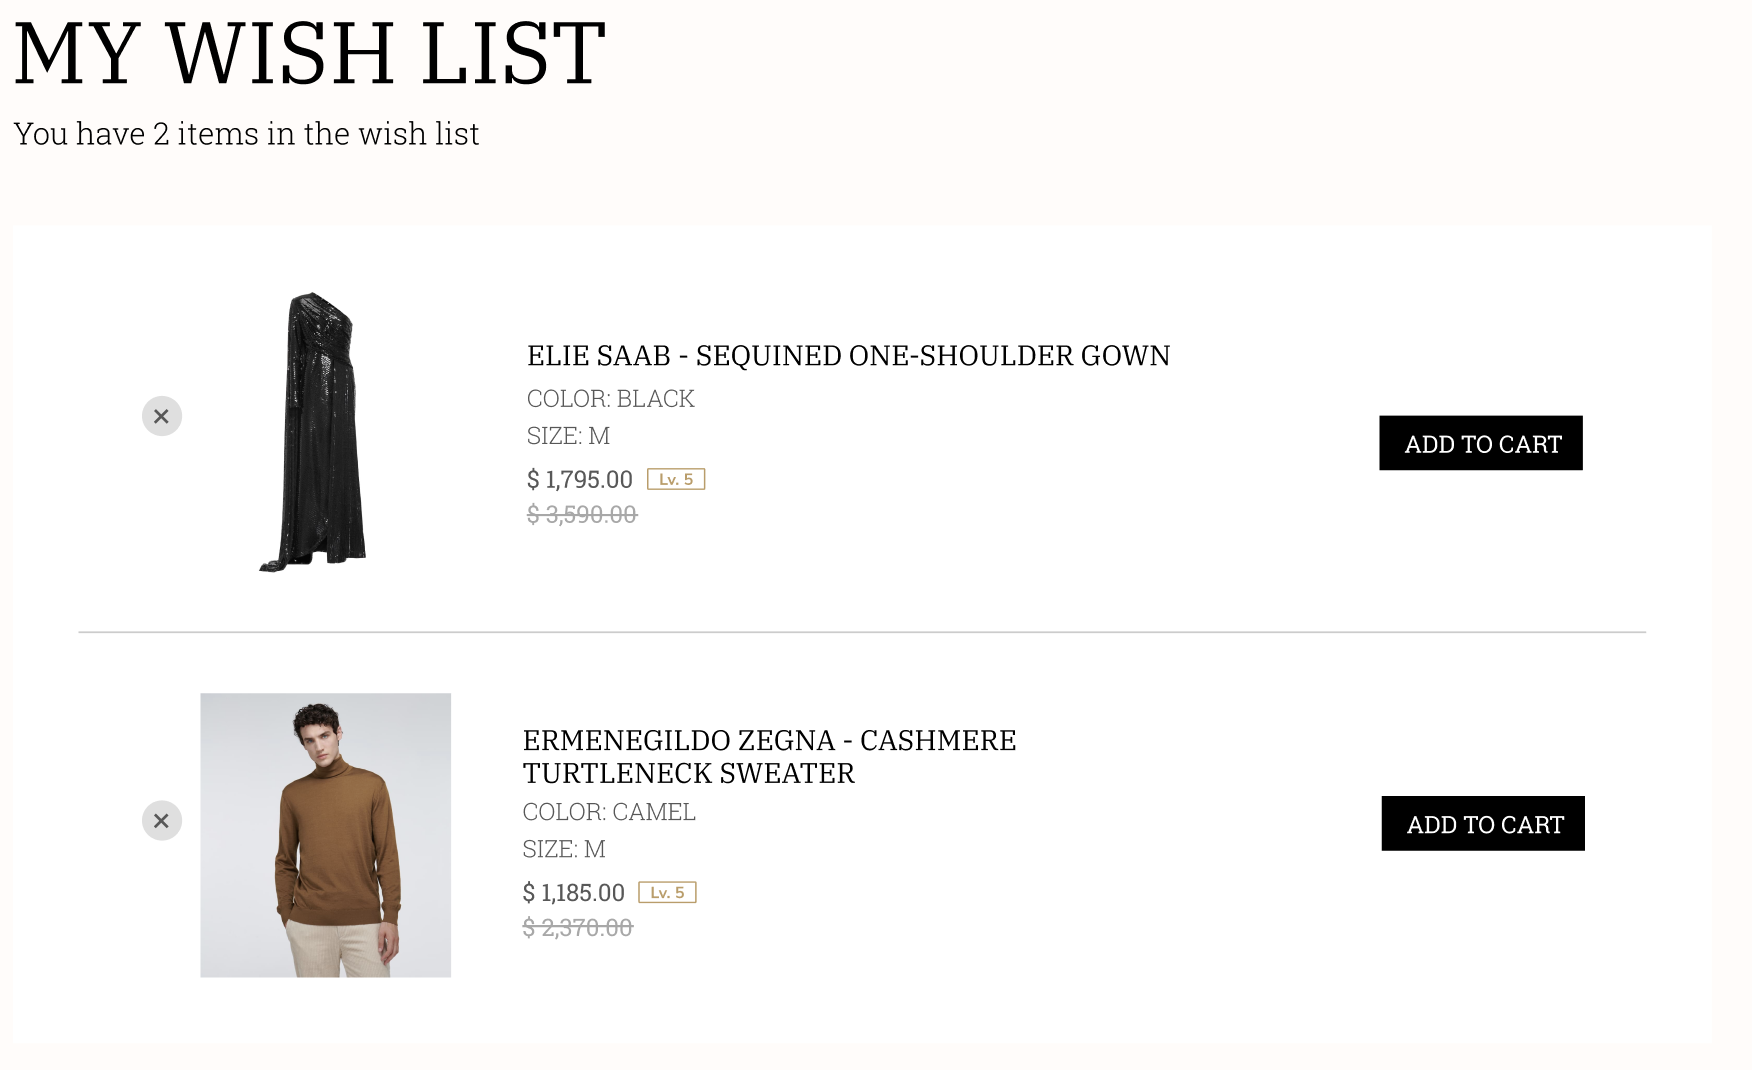 MY WISH LIST
You have 2 items in the wish list
ELIE SAAB - SEQUINED ONE-SHOULDER GOWN
COLOR: BLACK
SIZE: M
$ 1,795.00 Lv. 5
$ 3,590.00
ADD TO CART
ERMENEGILDO ZEGNA - CASHMERE
TURTLENECK SWEATER
COLOR: CAMEL
SIZE: M
$ 1,185.00 Lv. 5
$ 2,370.00
ADD TO CART